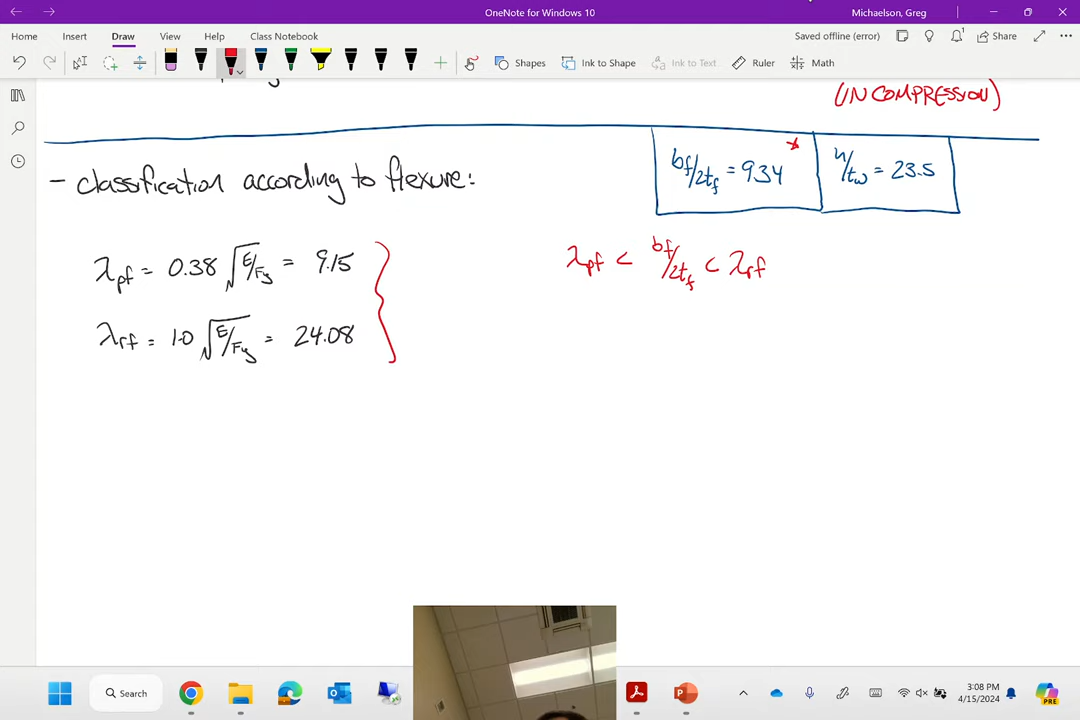 OneNote for Windows 10
Michaelson, Greg
Home Insert Draw View Help Class Notebook
Saved offline (error)
Share
Shapes
Ink to Shape
Ink to Text
Ruler
Math
(IN COMPRESSION)
- classification according to flexure:
bf/2tf = 9.34
h/tw = 23.5
λpf = 0.38 √E/Fy = 9.15
λpf < bf/2tf < λrf
λrf = 1.0 √E/Fy = 24.08
Search
3:08 PM
4/15/2024
PRE